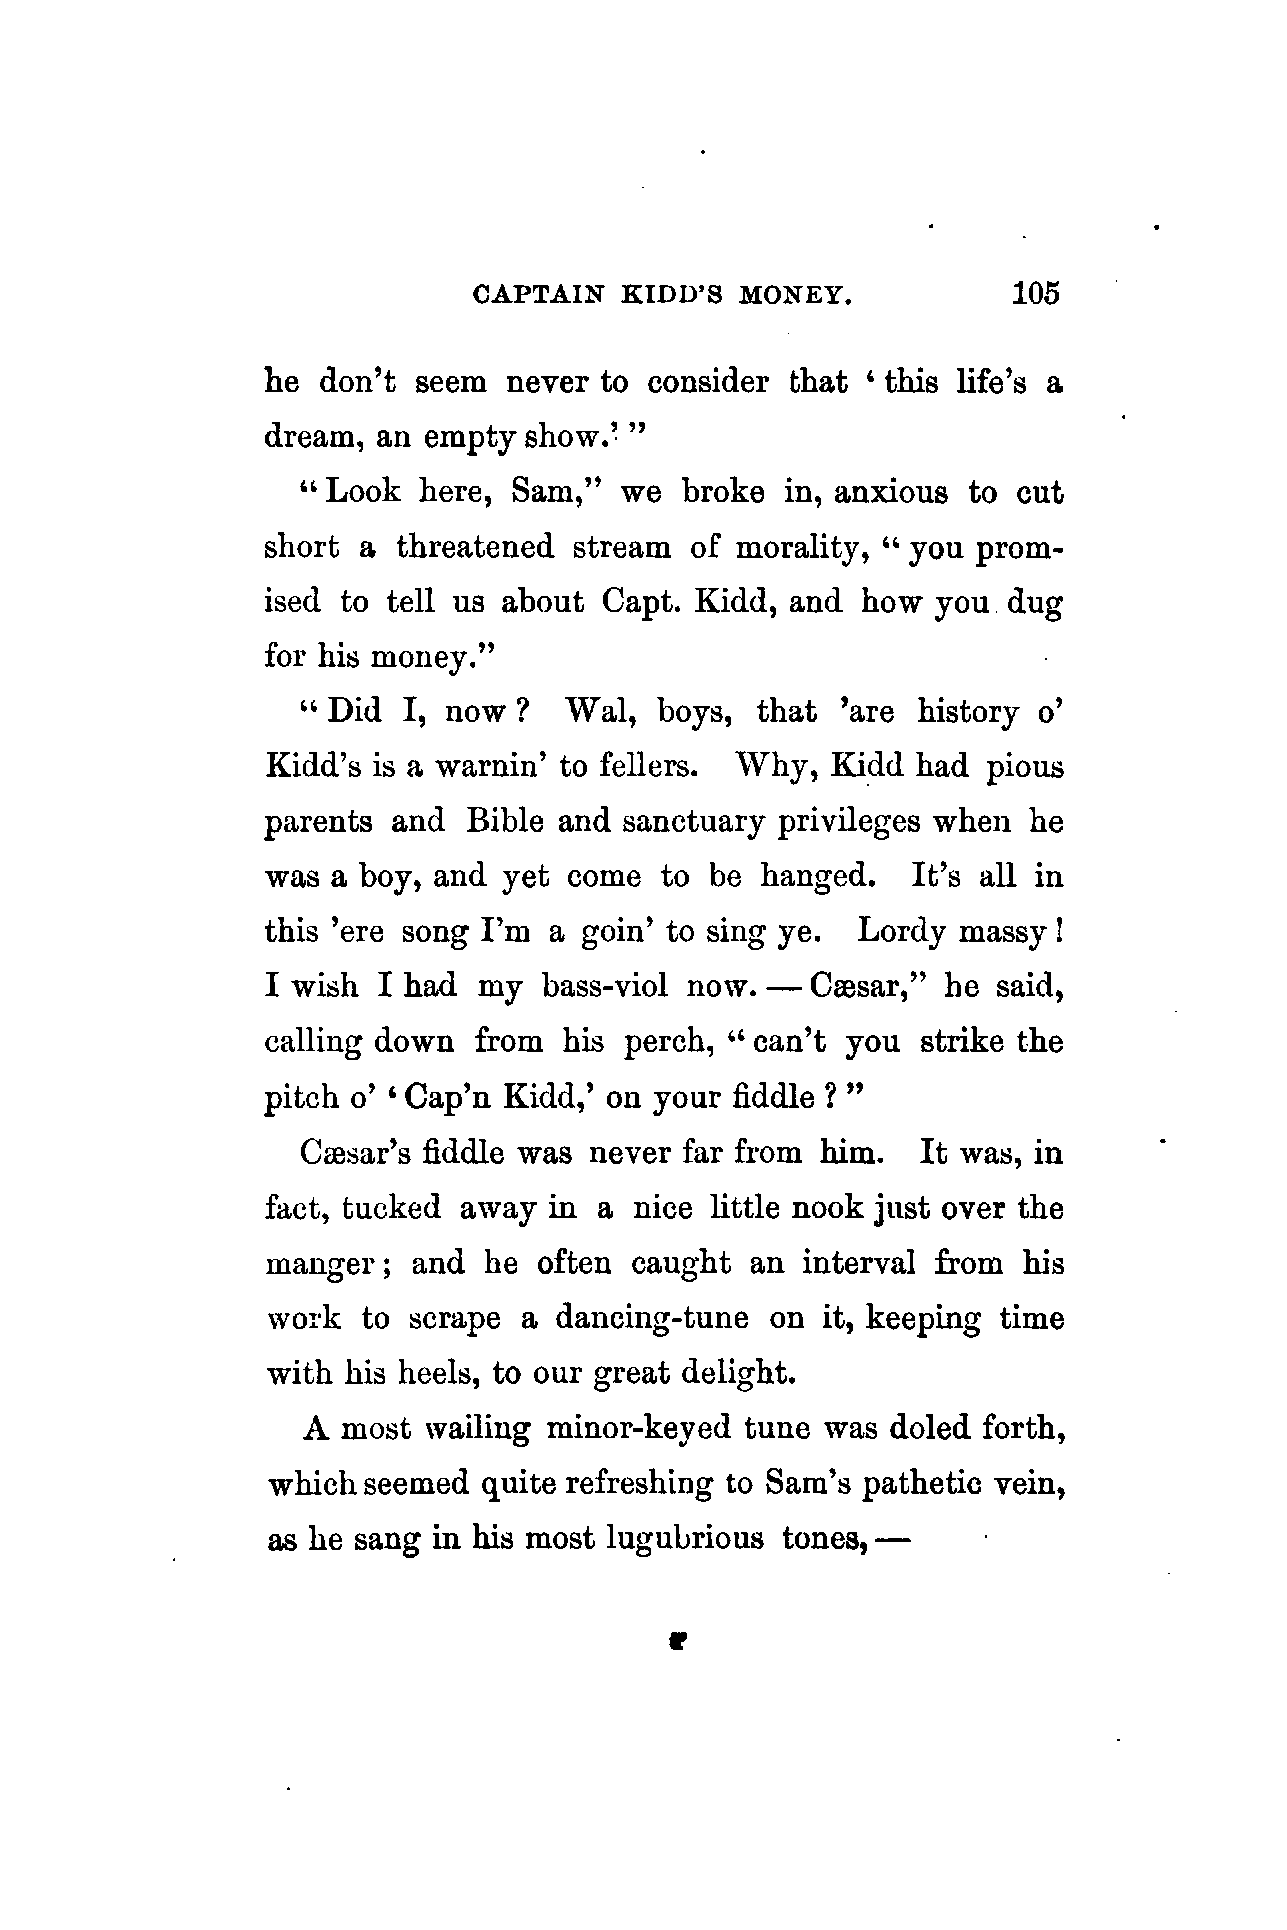 CAPTAIN KIDD'S MONEY. 105
he don't seem never to consider that ‘this life's a
dream, an empty show.’”
“Look here, Sam,” we broke in, anxious to cut
short a threatened stream of morality, “you prom-
ised to tell us about Capt. Kidd, and how you dug
for his money.”
“Did I, now? Wal, boys, that ’are history o’
Kidd's is a warnin’ to fellers. Why, Kidd had pious
parents and Bible and sanctuary privileges when he
was a boy, and yet come to be hanged. It's all in
this ’ere song I'm a goin’ to sing ye. Lordy massy!
I wish I had my bass-viol now. — Cæsar,” he said,
calling down from his perch, “can't you strike the
pitch o’ ‘Cap'n Kidd,’ on your fiddle?”
Cæsar's fiddle was never far from him. It was, in
fact, tucked away in a nice little nook just over the
manger; and he often caught an interval from his
work to scrape a dancing-tune on it, keeping time
with his heels, to our great delight.
A most wailing minor-keyed tune was doled forth,
which seemed quite refreshing to Sam's pathetic vein,
as he sang in his most lugubrious tones, —